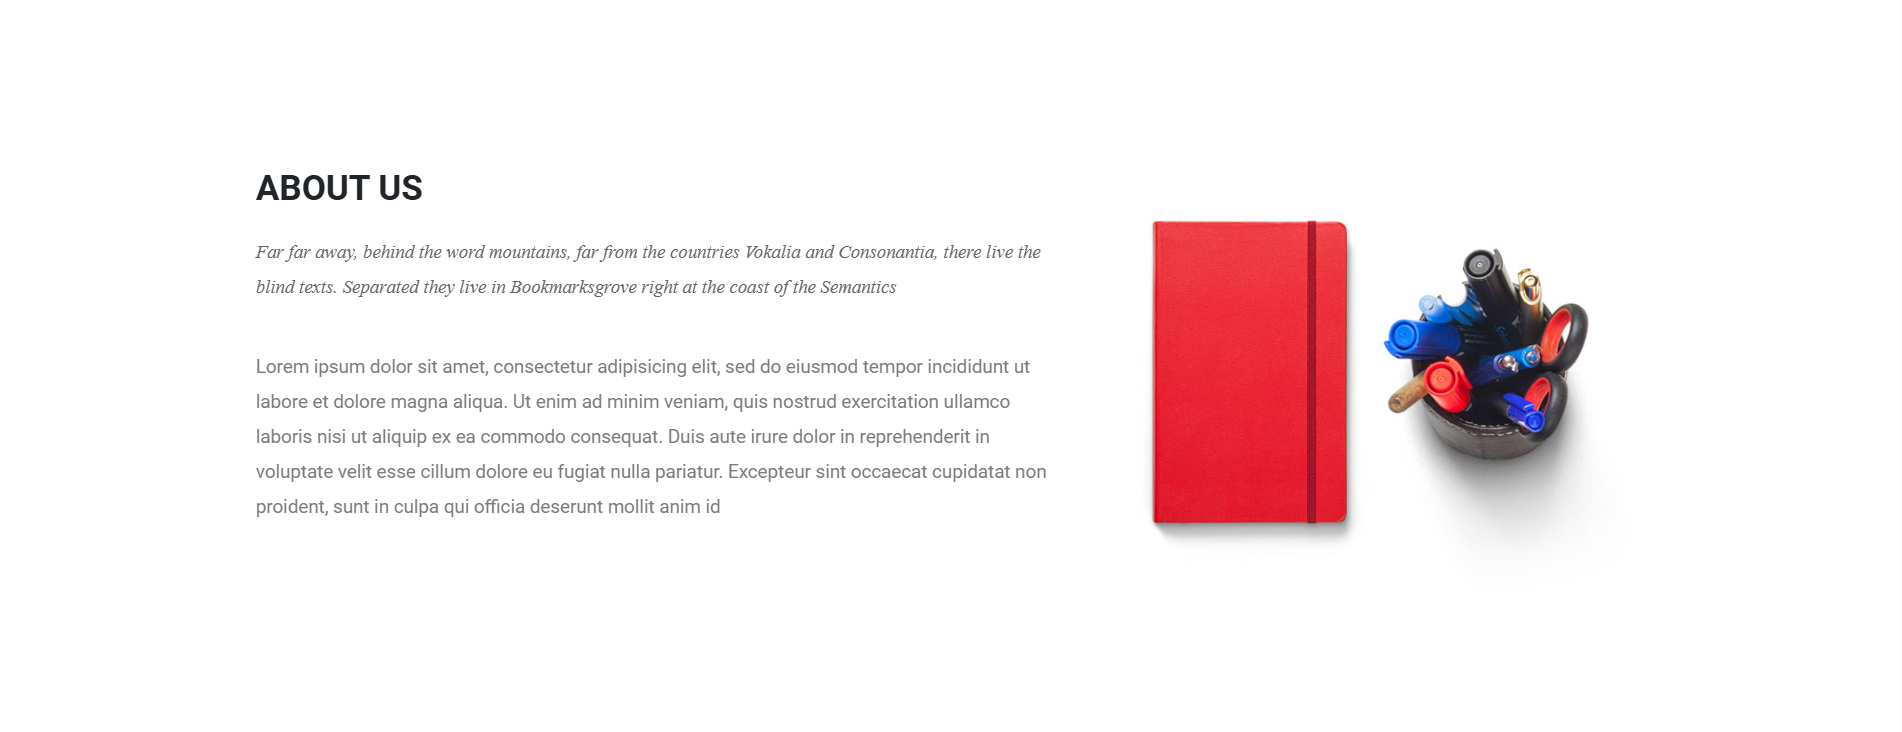 ABOUT US
Far far away, behind the word mountains, far from the countries Vokalia and Consonantia, there live the
blind texts. Separated they live in Bookmarksgrove right at the coast of the Semantics
Lorem ipsum dolor sit amet, consectetur adipisicing elit, sed do eiusmod tempor incididunt ut
labore et dolore magna aliqua. Ut enim ad minim veniam, quis nostrud exercitation ullamco
laboris nisi ut aliquip ex ea commodo consequat. Duis aute irure dolor in reprehenderit in
voluptate velit esse cillum dolore eu fugiat nulla pariatur. Excepteur sint occaecat cupidatat non
proident, sunt in culpa qui officia deserunt mollit anim id